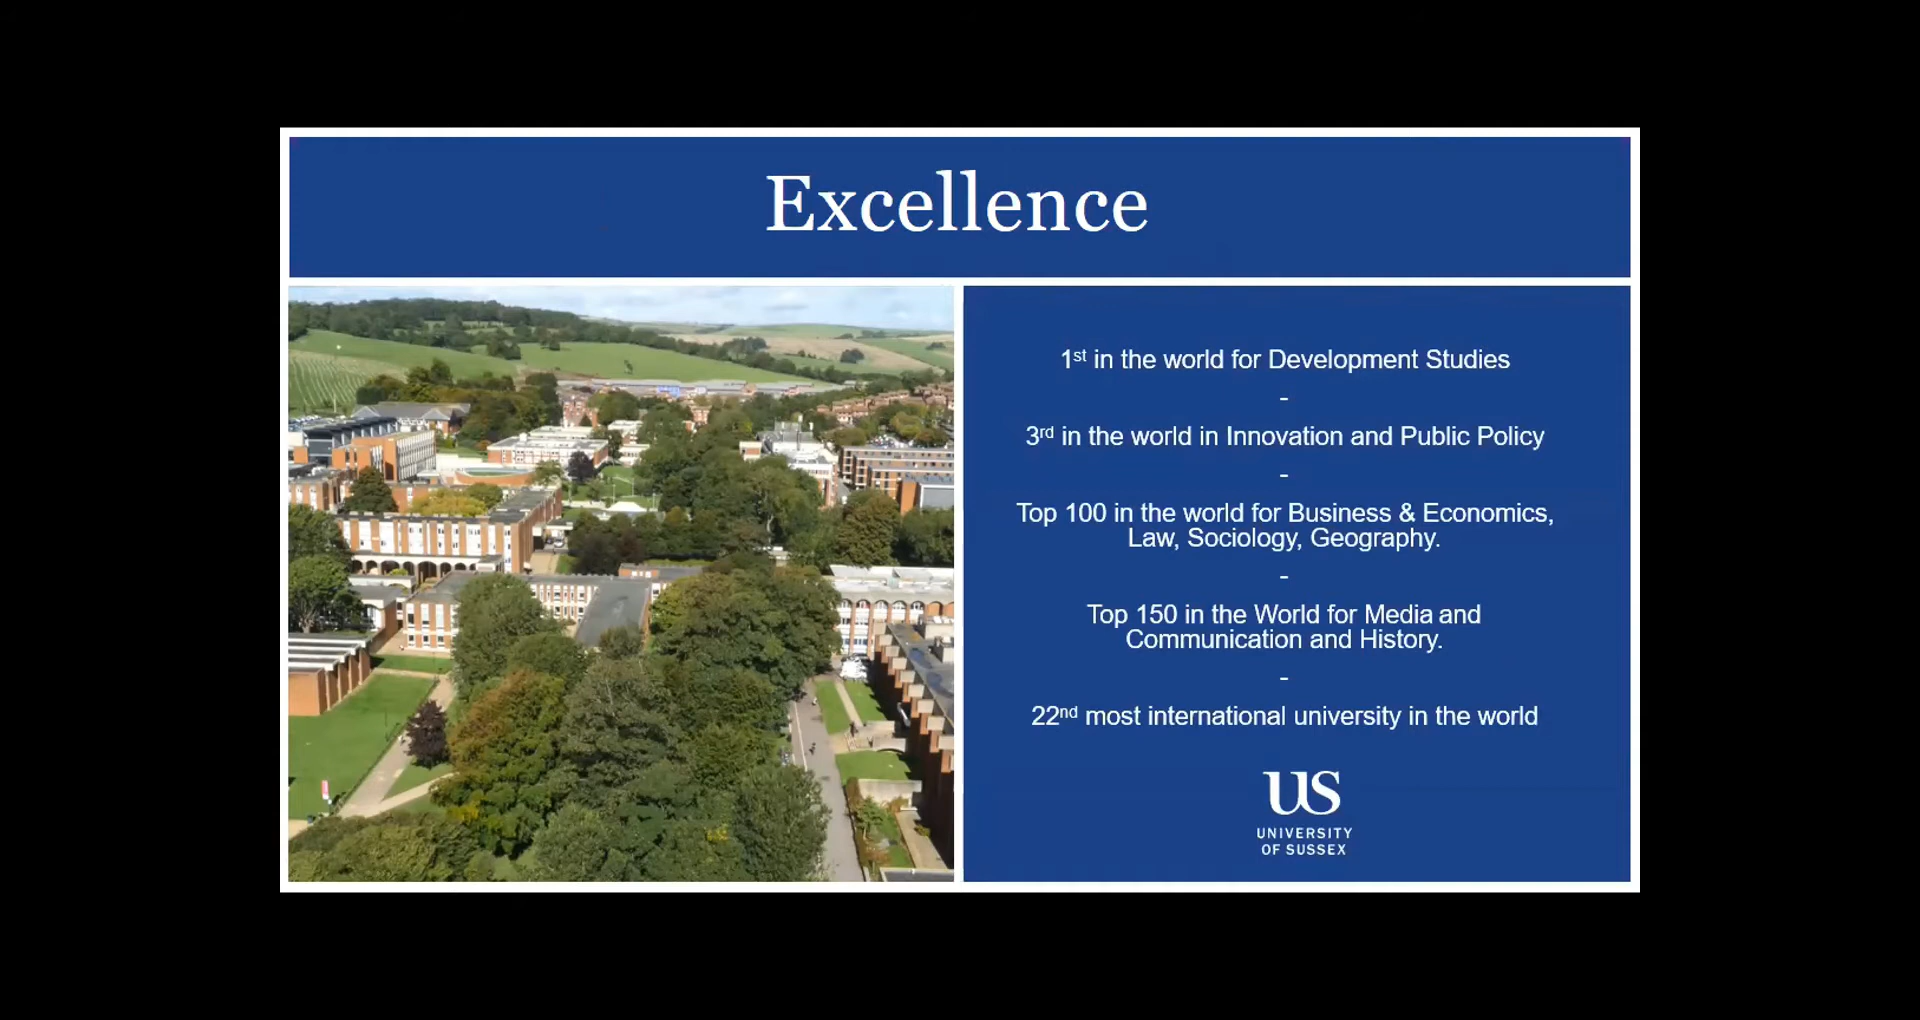 Excellence
1st in the world for Development Studies
-
3rd in the world in Innovation and Public Policy
-
Top 100 in the world for Business & Economics,
Law, Sociology, Geography.
-
Top 150 in the World for Media and
Communication and History.
-
22nd most international university in the world
US
UNIVERSITY
OF SUSSEX